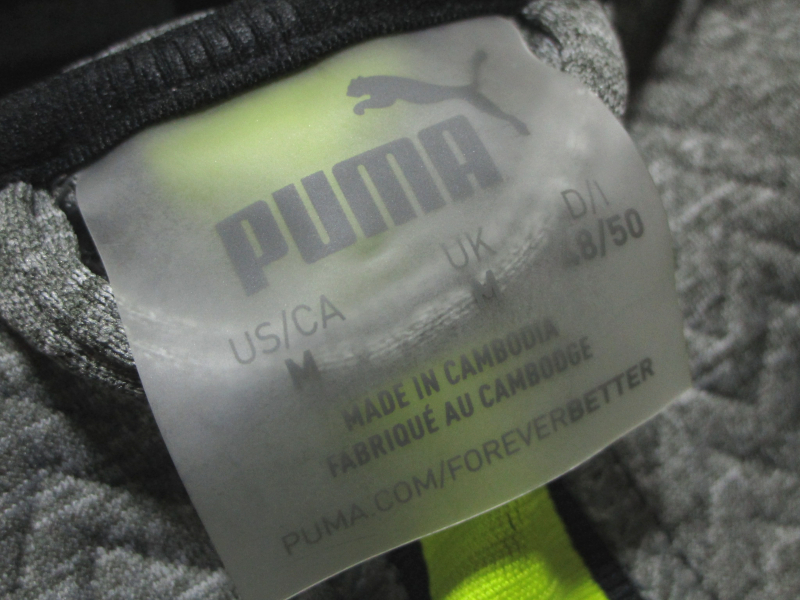 PUMA
US/CA UK D/I
M M 48/50
MADE IN CAMBODIA
FABRIQUÉ AU CAMBODGE
PUMA.COM/FOREVERBETTER